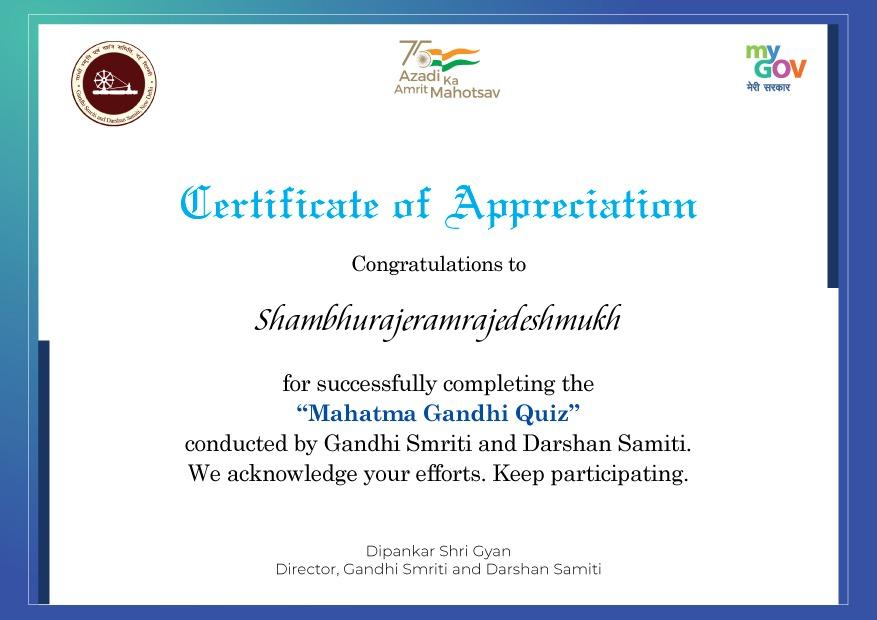 गांधी स्मृति एवं दर्शन समिति, नई दिल्ली
Gandhi Smriti and Darshan Samiti, New Delhi
75
Azadi Ka
Amrit Mahotsav
my
GOV
मेरी सरकार
Certificate of Appreciation
Congratulations to
Shambhurajeramrajedeshmukh
for successfully completing the
“Mahatma Gandhi Quiz”
conducted by Gandhi Smriti and Darshan Samiti.
We acknowledge your efforts. Keep participating.
Dipankar Shri Gyan
Director, Gandhi Smriti and Darshan Samiti